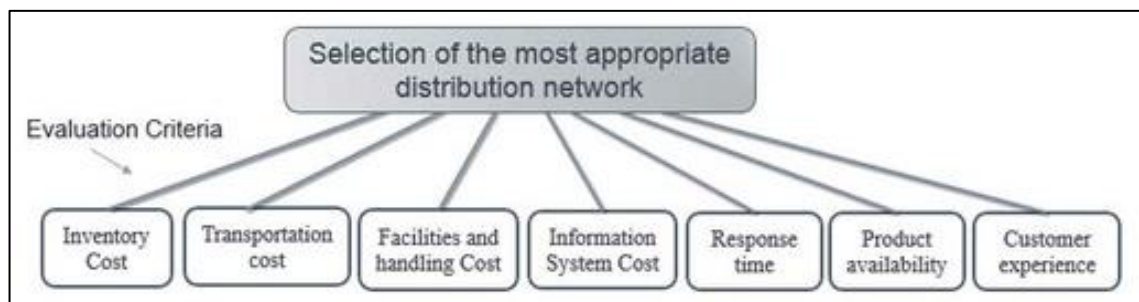 Selection of the most appropriate
distribution network
Evaluation Criteria
Inventory
Cost
Transportation
cost
Facilities and
handling Cost
Information
System Cost
Response
time
Product
availability
Customer
experience